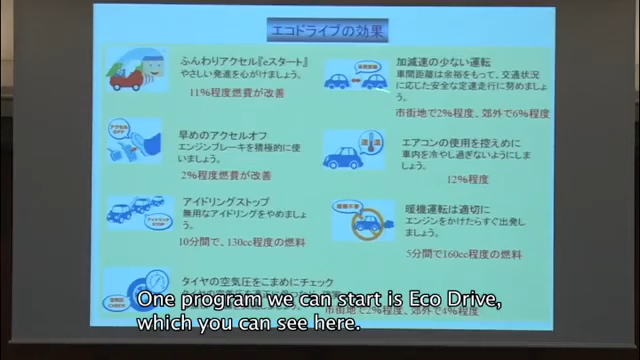 エコドライブの効果
ふんわりアクセル『eスタート』
やさしい発進を心がけましょう。
11%程度燃費が改善
早めのアクセルオフ
エンジンブレーキを積極的に使
いましょう。
2%程度燃費が改善
アイドリングストップ
無用なアイドリングをやめましょ
う。
10分間で、130cc程度の燃料
タイヤの空気圧をこまめにチェック
加減速の少ない運転
車間距離は余裕をもって、交通状況
に応じた安全な定速走行に努めましょ
う。
市街地で2%程度、郊外で6%程度
エアコンの使用を控えめに
車内を冷やし過ぎないようにしま
しょう。
12%程度
暖機運転は適切に
エンジンをかけたらすぐ出発し
ましょう。
5分間で160cc程度の燃料
市街地で2%程度、郊外で4%程度
One program we can start is Eco Drive,
which you can see here.